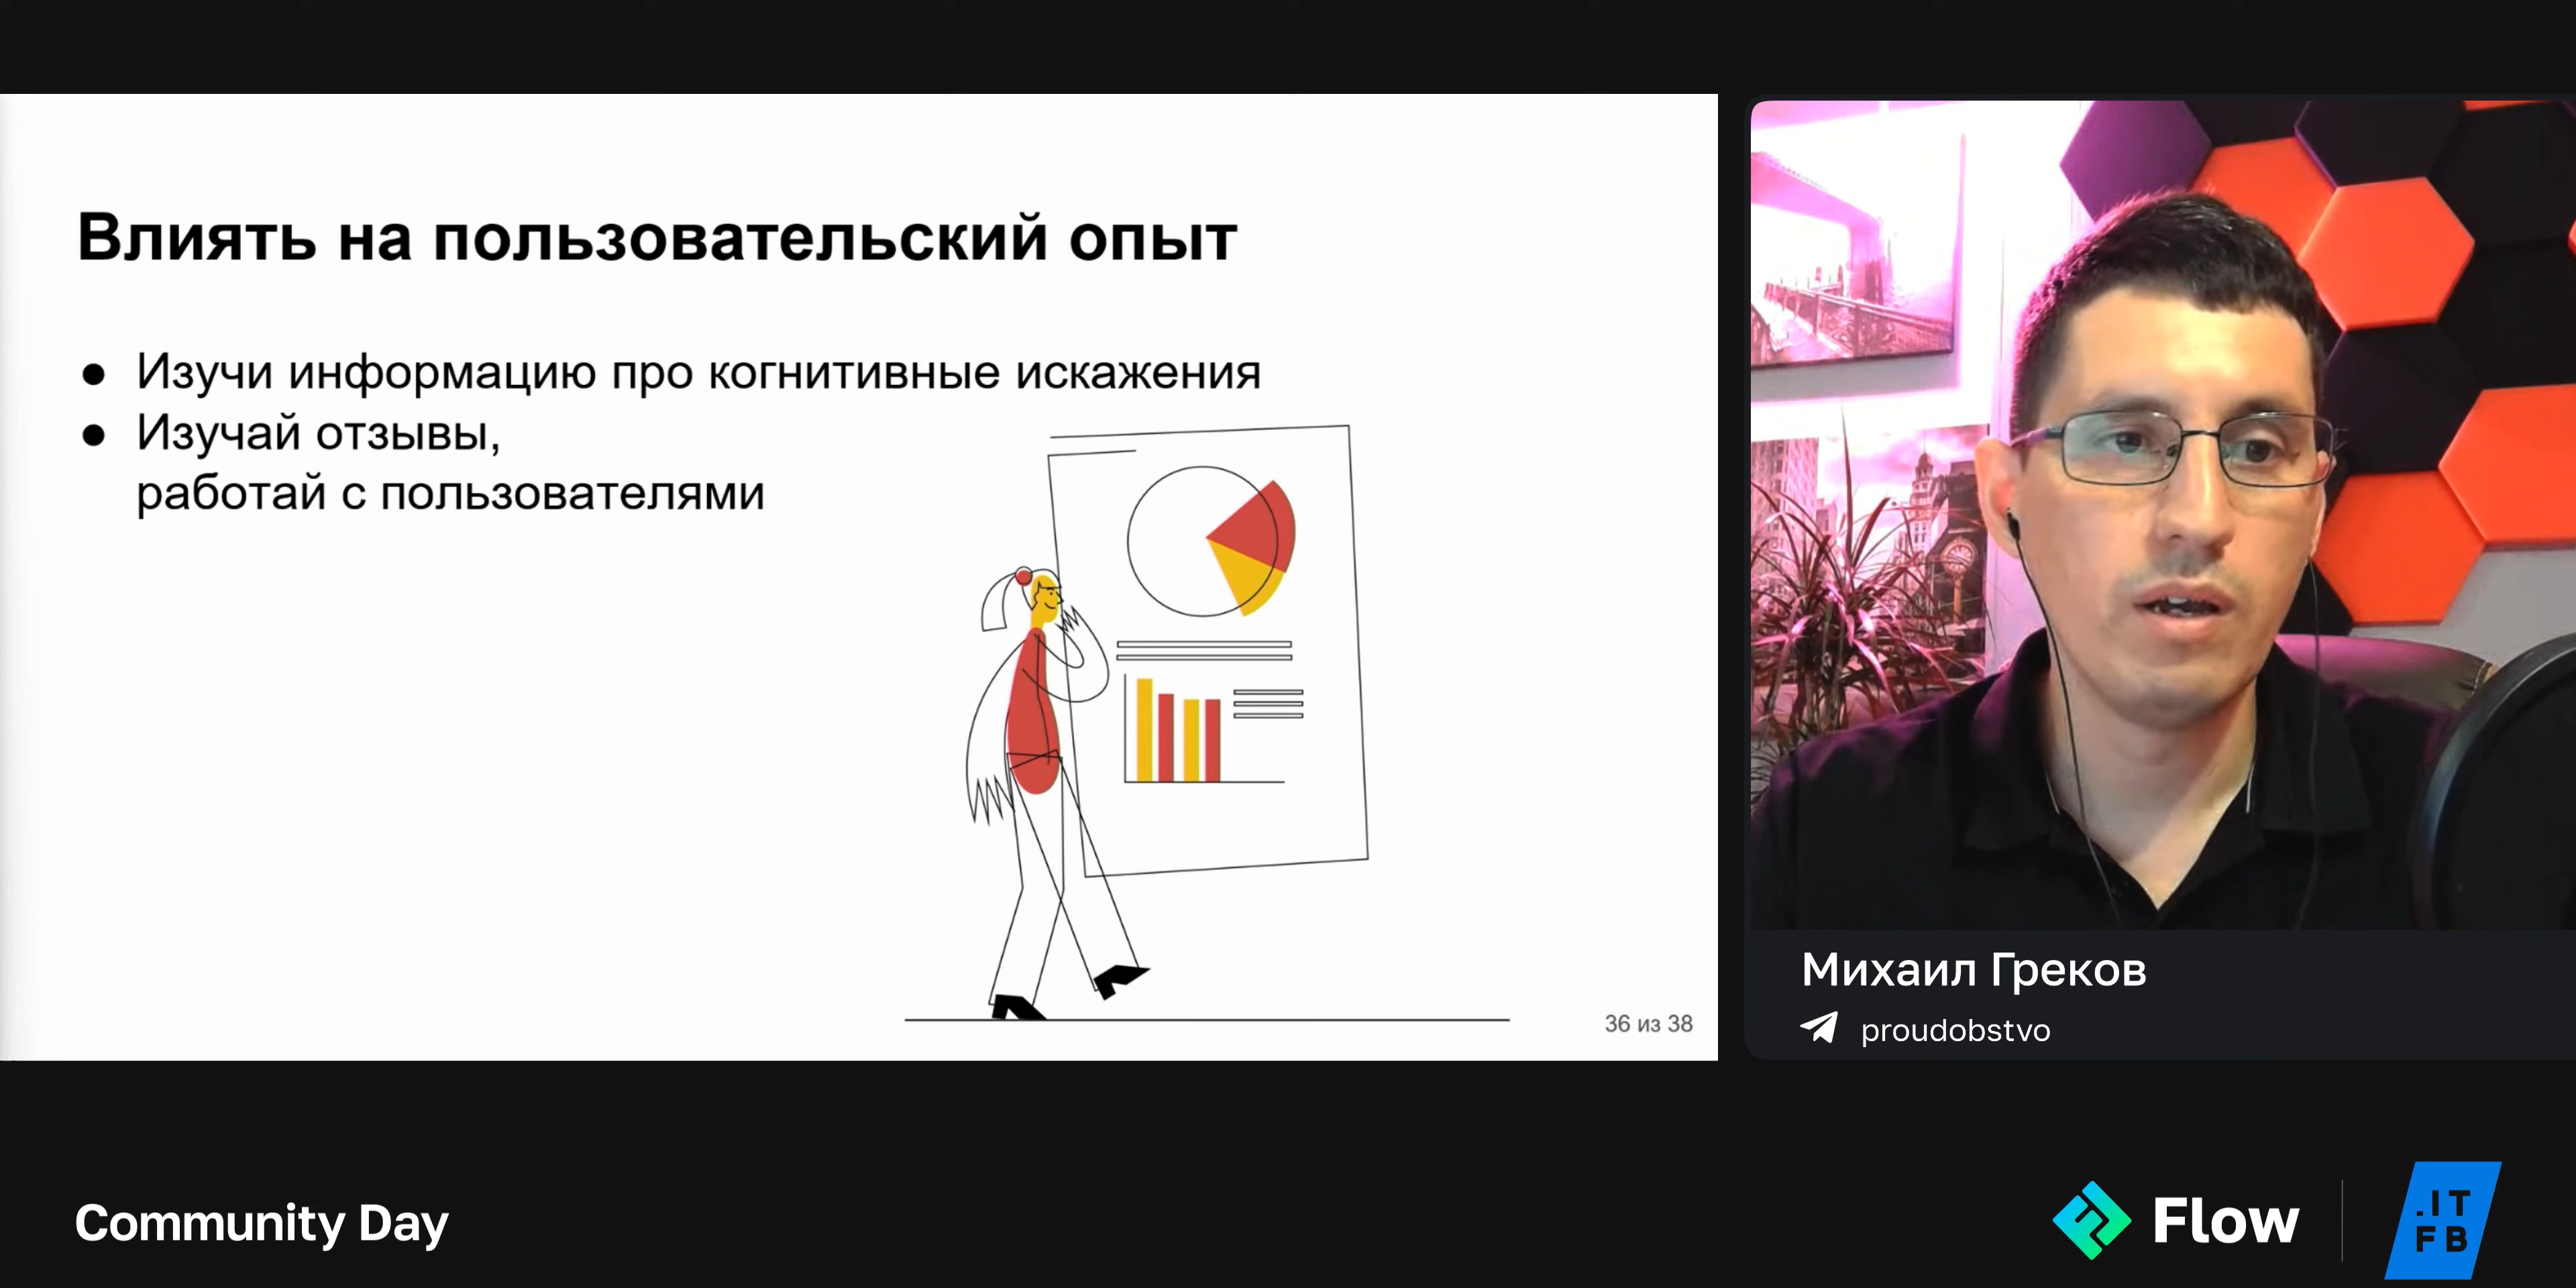 Влиять на пользовательский опыт
● Изучи информацию про когнитивные искажения
● Изучай отзывы,
работай с пользователями
36 из 38
Михаил Греков
proudobstvo
Community Day
Flow
.IT
FB